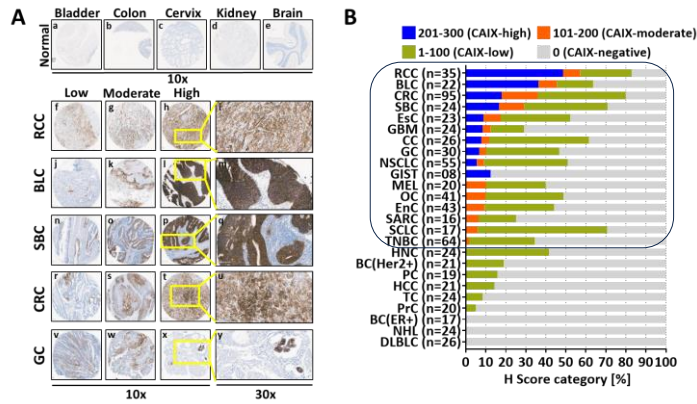 A
Normal
Bladder Colon Cervix Kidney Brain
a b c d e
10x
Low Moderate High
RCC
f g h
BLC
j k l
SBC
n o p q
CRC
r s t u
GC
v w x y
10x 30x
B
201-300 (CAIX-high) 101-200 (CAIX-moderate)
1-100 (CAIX-low) 0 (CAIX-negative)
RCC (n=35)
BLC (n=22)
CRC (n=95)
SBC (n=24)
EsC (n=23)
GBM (n=24)
CC (n=26)
GC (n=30)
NSCLC (n=55)
GIST (n=08)
MEL (n=20)
OC (n=41)
EnC (n=43)
SARC (n=16)
SCLC (n=17)
TNBC (n=64)
HNC (n=24)
BC(Her2+) (n=21)
PC (n=19)
HCC (n=21)
TC (n=24)
PrC (n=20)
BC(ER+) (n=17)
NHL (n=24)
DLBLC (n=26)
0 10 20 30 40 50 60 70 80 90 100
H Score category [%]